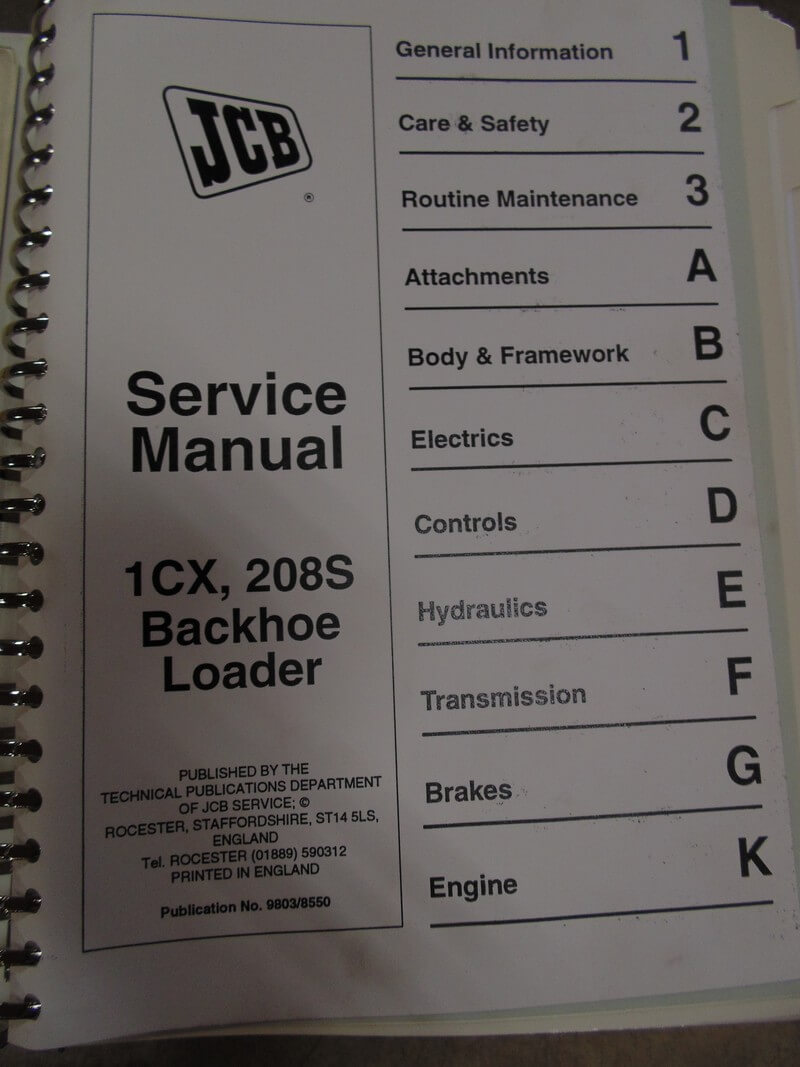 JCB
®
Service
Manual
1CX, 208S
Backhoe
Loader
PUBLISHED BY THE
TECHNICAL PUBLICATIONS DEPARTMENT
OF JCB SERVICE; ©
ROCESTER, STAFFORDSHIRE, ST14 5LS,
ENGLAND
Tel. ROCESTER (01889) 590312
PRINTED IN ENGLAND
Publication No. 9803/8550
General Information 1
Care & Safety 2
Routine Maintenance 3
Attachments A
Body & Framework B
Electrics C
Controls D
Hydraulics E
Transmission F
Brakes G
Engine K